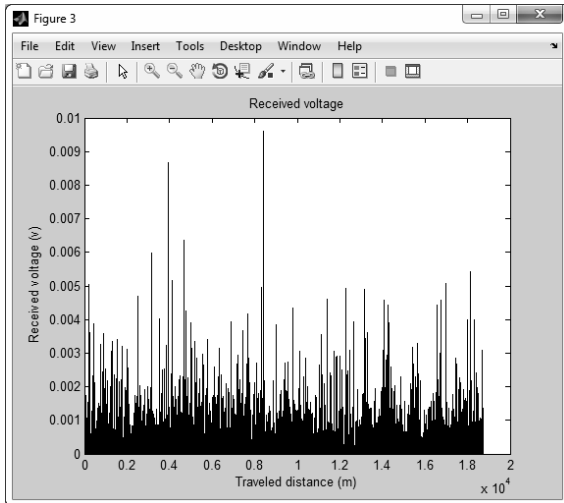 Figure 3
File Edit View Insert Tools Desktop Window Help
Received voltage
0.01
0.009
0.008
0.007
0.006
0.005
0.004
0.003
0.002
0.001
0
Received voltage (v)
0 0.2 0.4 0.6 0.8 1 1.2 1.4 1.6 1.8 2
Traveled distance (m)
x 10^4